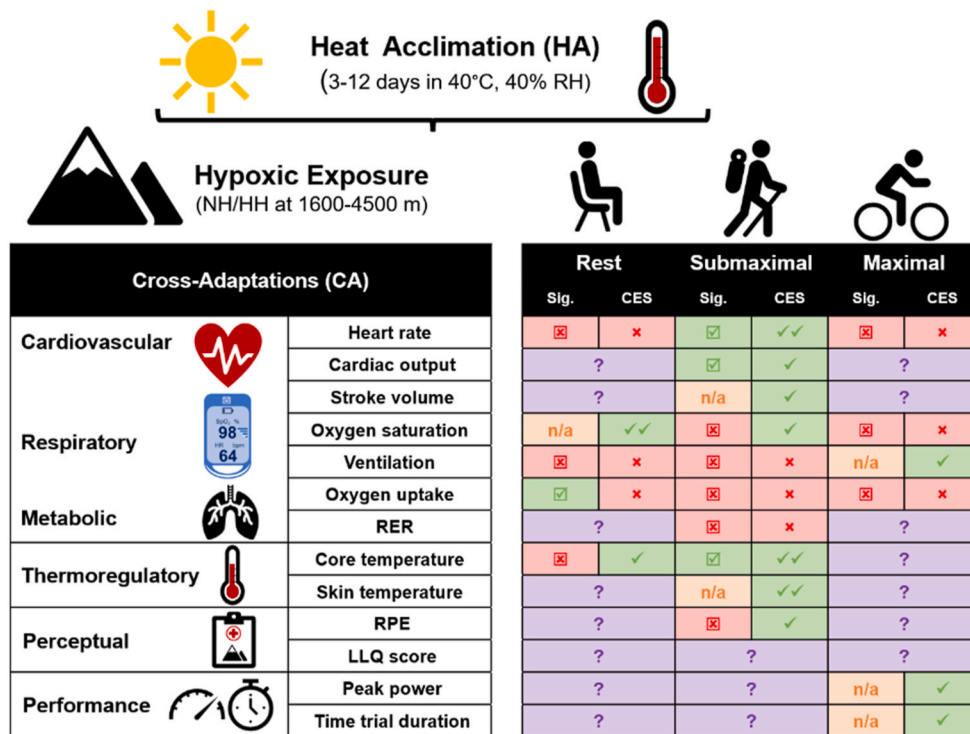 Heat Acclimation (HA)
(3-12 days in 40°C, 40% RH)
Hypoxic Exposure
(NH/HH at 1600-4500 m)
Cross-Adaptations (CA)
Rest Submaximal Maximal
Sig. CES Sig. CES Sig. CES
Cardiovascular Heart rate ☒ × ☑ ✓✓ ☒ ×
Cardiac output ? ☑ ✓ ?
Stroke volume ? n/a ✓ ?
SpO₂ %
98
HR bpm
64
Respiratory Oxygen saturation n/a ✓✓ ☒ ✓ ☒ ×
Ventilation ☒ × ☒ × n/a ✓
Oxygen uptake ☑ × ☒ × ☒ ×
Metabolic RER ? ☒ × ?
Thermoregulatory Core temperature ☒ ✓ ☑ ✓✓ ?
Skin temperature ? n/a ✓✓ ?
Perceptual RPE ? ☒ ✓ ?
LLQ score ? ? ?
Performance Peak power ? ? n/a ✓
Time trial duration ? ? n/a ✓